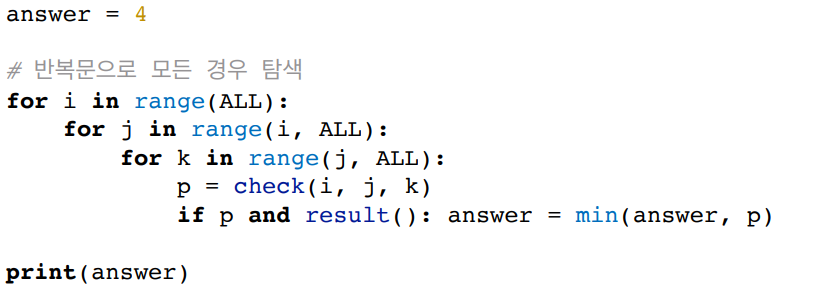 answer = 4
# 반복문으로 모든 경우 탐색
for i in range(ALL):
    for j in range(i, ALL):
        for k in range(j, ALL):
            p = check(i, j, k)
            if p and result(): answer = min(answer, p)
print(answer)